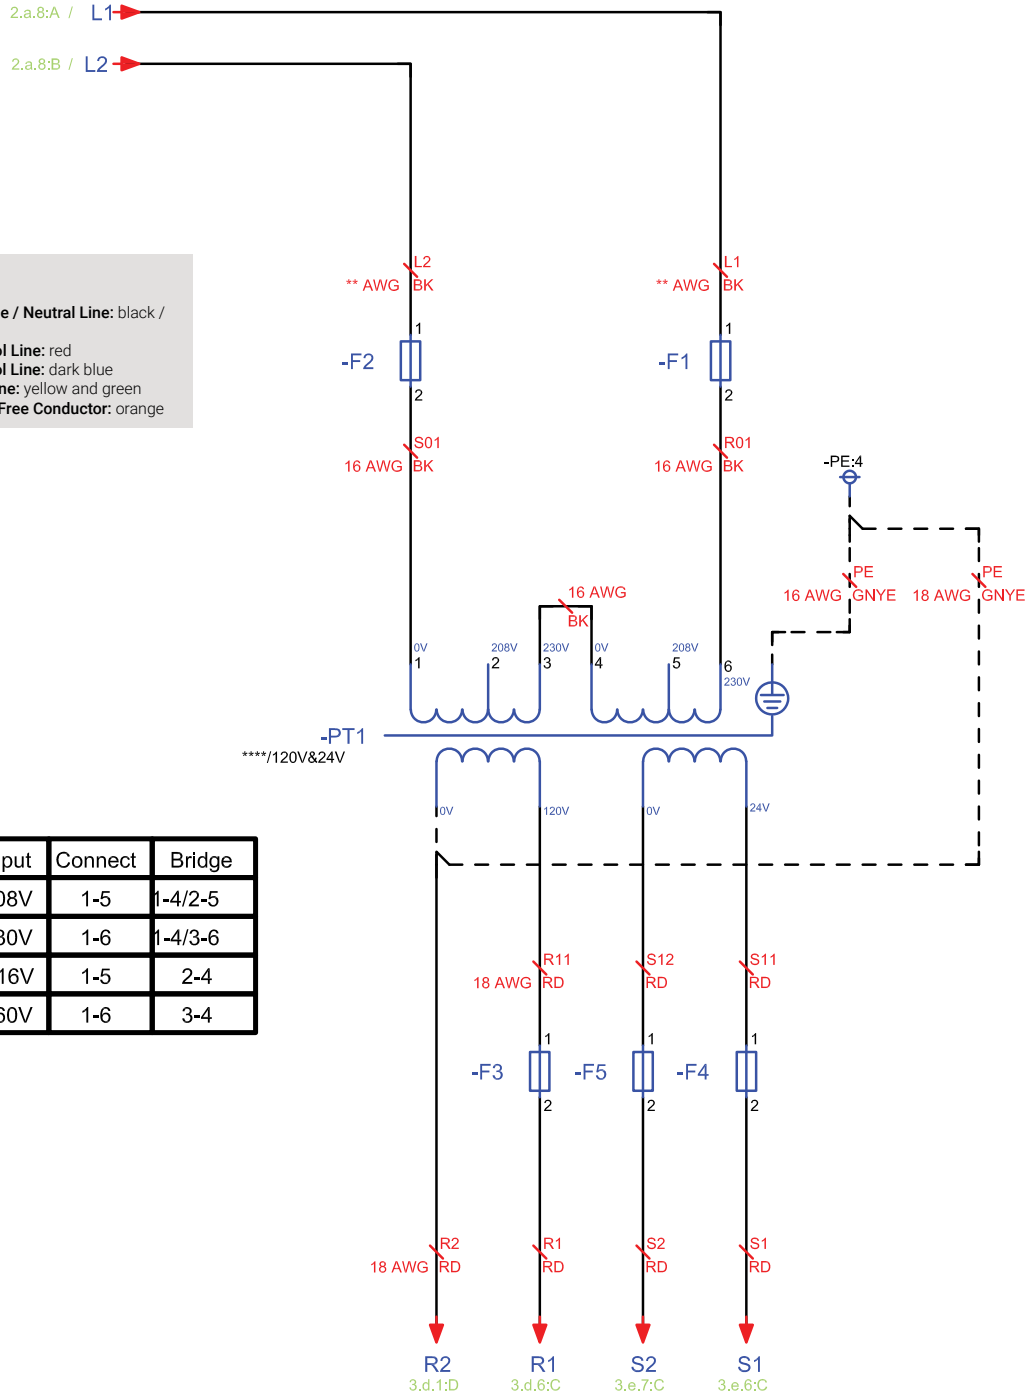 2.a.8:A / L1
2.a.8:B / L2
L2
** AWG BK
L1
** AWG BK
e / Neutral Line: black /
ol Line: red
ol Line: dark blue
ne: yellow and green
Free Conductor: orange
1
-F2
2
1
-F1
2
S01
16 AWG BK
R01
16 AWG BK
-PE:4
PE
16 AWG GNYE
PE
18 AWG GNYE
16 AWG
BK
0V
1
208V
2
230V
3
0V
4
208V
5
6
230V
-PT1
****/120V&24V
0V
120V
0V
24V
put Connect Bridge
08V 1-5 1-4/2-5
30V 1-6 1-4/3-6
16V 1-5 2-4
60V 1-6 3-4
R11
18 AWG RD
S12
RD
S11
RD
1
-F3
2
1
-F5
2
1
-F4
2
R2
18 AWG RD
R1
RD
S2
RD
S1
RD
R2
3.d.1:D
R1
3.d.6:C
S2
3.e.7:C
S1
3.e.6:C